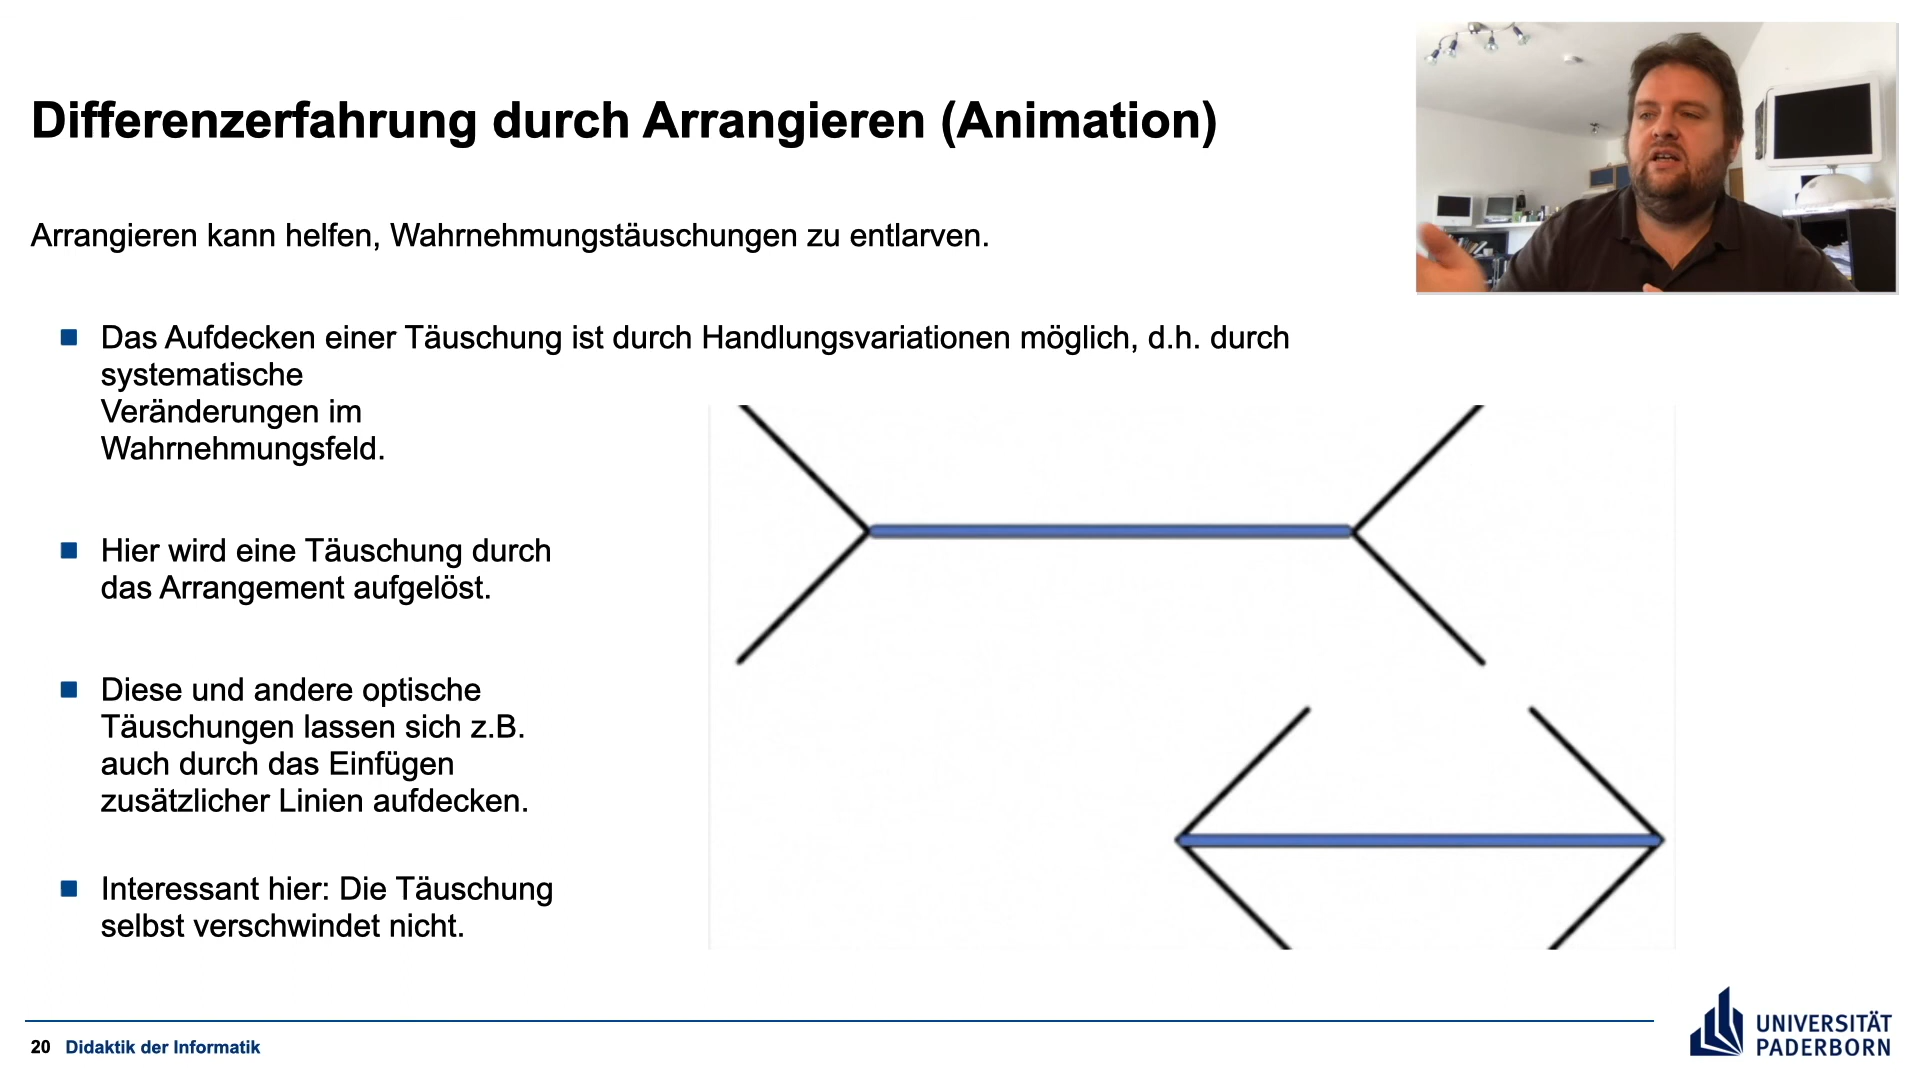 Differenzerfahrung durch Arrangieren (Animation)
Arrangieren kann helfen, Wahrnehmungstäuschungen zu entlarven.
Das Aufdecken einer Täuschung ist durch Handlungsvariationen möglich, d.h. durch
systematische
Veränderungen im
Wahrnehmungsfeld.
Hier wird eine Täuschung durch
das Arrangement aufgelöst.
Diese und andere optische
Täuschungen lassen sich z.B.
auch durch das Einfügen
zusätzlicher Linien aufdecken.
Interessant hier: Die Täuschung
selbst verschwindet nicht.
20 Didaktik der Informatik
UNIVERSITÄT
PADERBORN